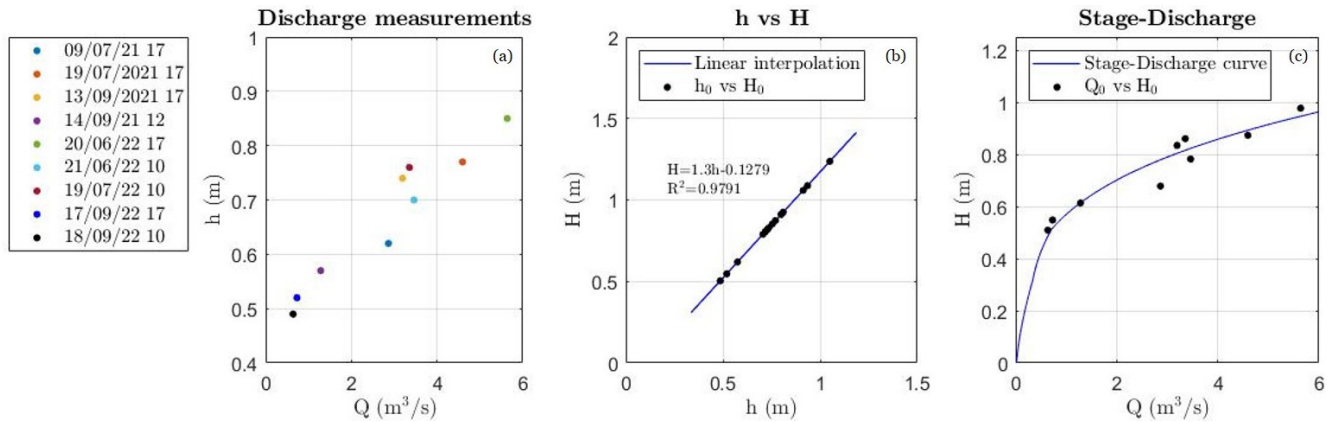 Discharge measurements
h vs H
Stage-Discharge
09/07/21 17
19/07/2021 17
13/09/2021 17
14/09/21 12
20/06/22 17
21/06/22 10
19/07/22 10
17/09/22 17
18/09/22 10
(a)
1
0.9
0.8
0.7
0.6
0.5
0.4
h (m)
0 2 4 6
Q (m³/s)
(b)
Linear interpolation
h₀ vs H₀
H=1.3h-0.1279
R²=0.9791
2
1.5
1
0.5
0
H (m)
0 0.5 1 1.5
h (m)
(c)
Stage-Discharge curve
Q₀ vs H₀
1.2
1
0.8
0.6
0.4
0.2
0
H (m)
0 2 4 6
Q (m³/s)